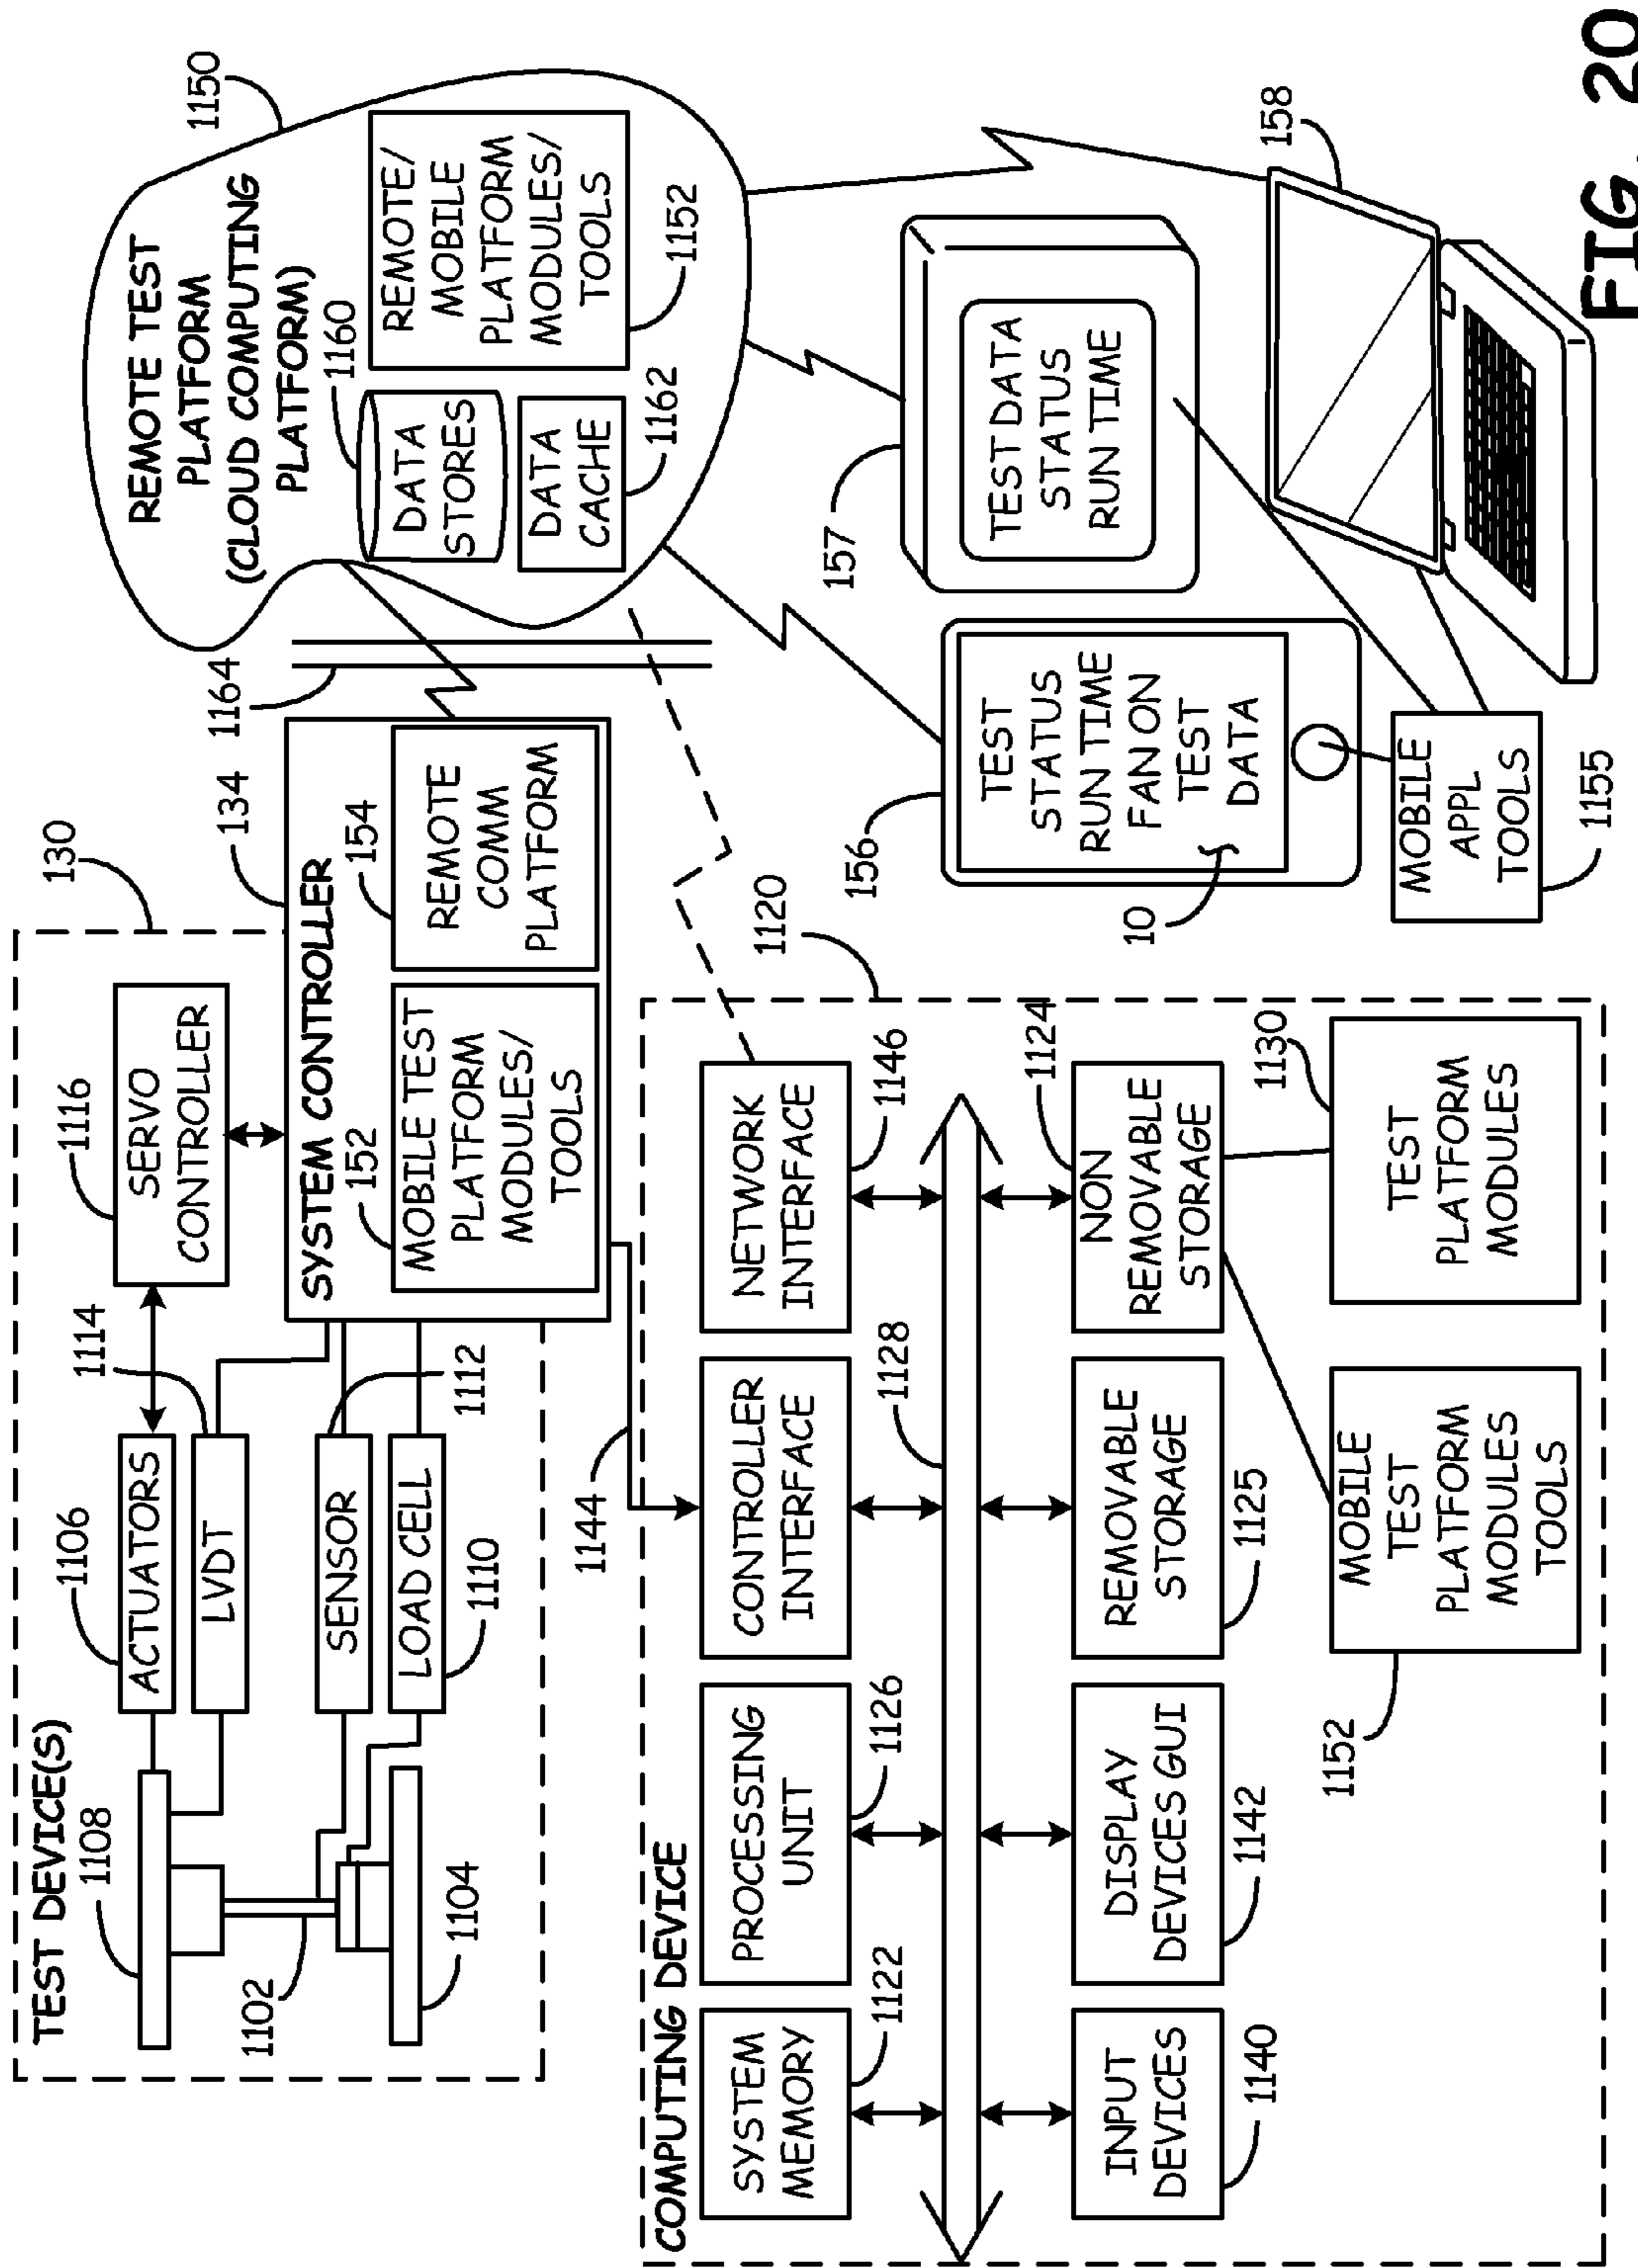 TEST DEVICE(S)
130
1108
1102
1104
1106
ACTUATORS
LVDT
SENSOR
LOAD CELL
1110
1114
1112
1116
SERVO
CONTROLLER
134
SYSTEM CONTROLLER
152
MOBILE TEST
PLATFORM
MODULES/
TOOLS
154
REMOTE
COMM
PLATFORM
1164
1150
REMOTE TEST
PLATFORM
(CLOUD COMPUTING
PLATFORM)
1160
DATA
STORES
DATA
CACHE
1162
REMOTE/
MOBILE
PLATFORM
MODULES/
TOOLS
1152
COMPUTING DEVICE
1120
1144
SYSTEM
MEMORY
1122
PROCESSING
UNIT
1126
CONTROLLER
INTERFACE
NETWORK
INTERFACE
1146
1128
INPUT
DEVICES
1140
DISPLAY
DEVICES GUI
1142
REMOVABLE
STORAGE
1125
NON
REMOVABLE
STORAGE
1124
1152
MOBILE
TEST
PLATFORM
MODULES
TOOLS
1130
TEST
PLATFORM
MODULES
156
TEST
STATUS
RUN TIME
FAN ON
TEST
DATA
10
157
TEST DATA
STATUS
RUN TIME
158
MOBILE
APPL
TOOLS
1155
FIG. 20